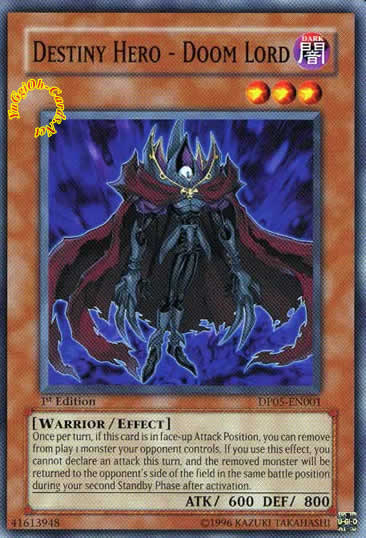 Destiny Hero - Doom Lord
DARK
闇
YuGgiOh-Cards.Net
1st Edition
DP05-EN001
[Warrior / Effect]
Once per turn, if this card is in face-up Attack Position, you can remove
from play 1 monster your opponent controls. If you use this effect, you
cannot declare an attack this turn, and the removed monster will be
returned to the opponent's side of the field in the same battle position
during your second Standby Phase after activation.
ATK/ 600 DEF/ 800
41613948
©1996 KAZUKI TAKAHASHI